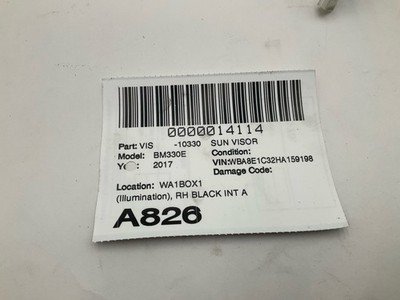 0000014114
Part: VIS -10330 SUN VISOR
Model: BM330E Condition:
2017 VIN:WBA8E1C32HA159198
Damage Code:
Location: WA1BOX1
(Illumination), RH BLACK INT A
A826